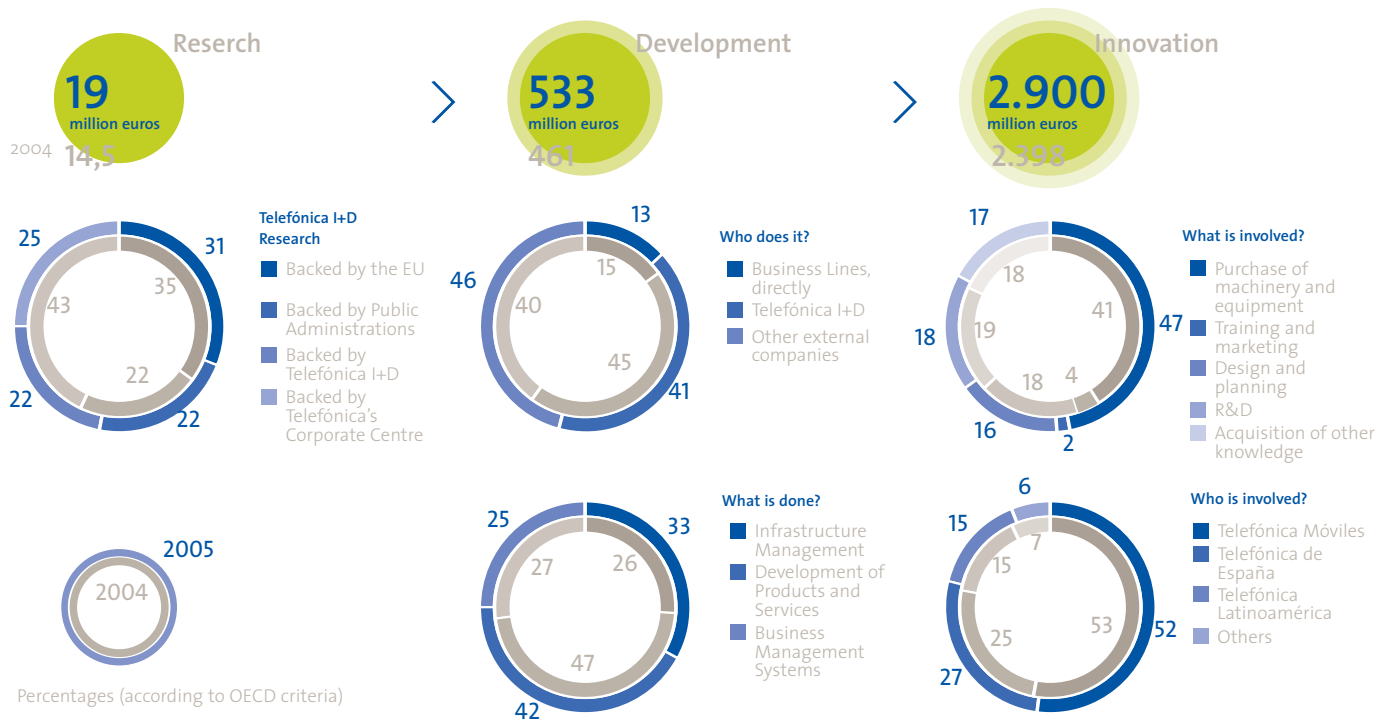 Reserch
19
million euros
2004 14,5
Development
533
million euros
461
Innovation
2.900
million euros
2.398
25
31
35
43
22
22
22
Telefónica I+D
Research
Backed by the EU
Backed by Public
Administrations
Backed by
Telefónica I+D
Backed by
Telefónica's
Corporate Centre
13
15
46
40
45
41
Who does it?
Business Lines,
directly
Telefónica I+D
Other external
companies
17
18
41
47
18
19
18
4
16
2
What is involved?
Purchase of
machinery and
equipment
Training and
marketing
Design and
planning
R&D
Acquisition of other
knowledge
2005
2004
Percentages (according to OECD criteria)
25
33
27
26
47
42
What is done?
Infrastructure
Management
Development of
Products and
Services
Business
Management
Systems
6
15
7
15
53
52
25
27
Who is involved?
Telefónica Móviles
Telefónica de
España
Telefónica
Latinoamérica
Others